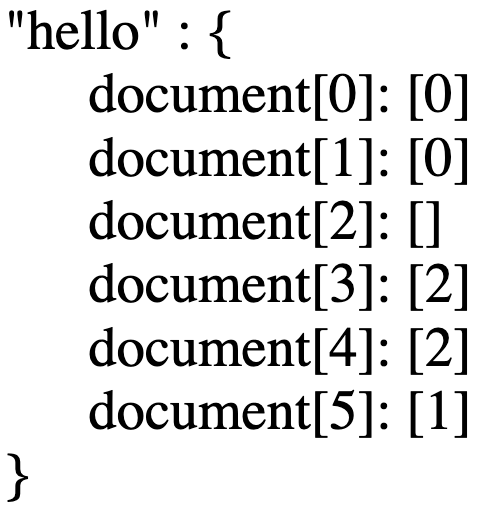 "hello" : {
document[0]: [0]
document[1]: [0]
document[2]: []
document[3]: [2]
document[4]: [2]
document[5]: [1]
}